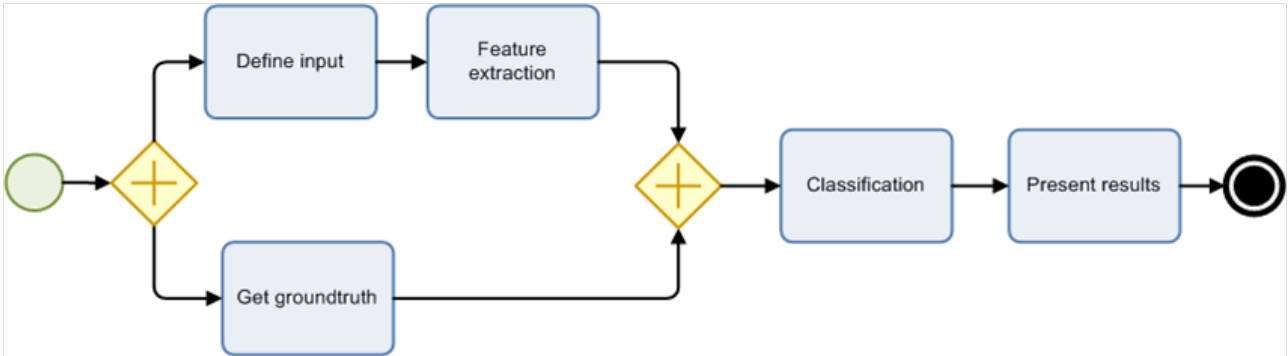 Define input
Feature
extraction
Classification
Present results
Get groundtruth